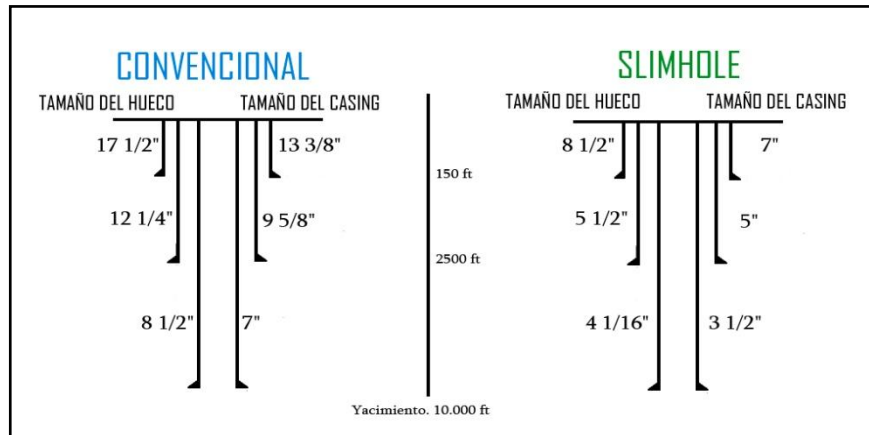 CONVENCIONAL
TAMAÑO DEL HUECO
TAMAÑO DEL CASING
17 1/2"
13 3/8"
12 1/4"
9 5/8"
8 1/2"
7"
150 ft
2500 ft
Yacimiento. 10.000 ft
SLIMHOLE
TAMAÑO DEL HUECO
TAMAÑO DEL CASING
8 1/2"
7"
5 1/2"
5"
4 1/16"
3 1/2"